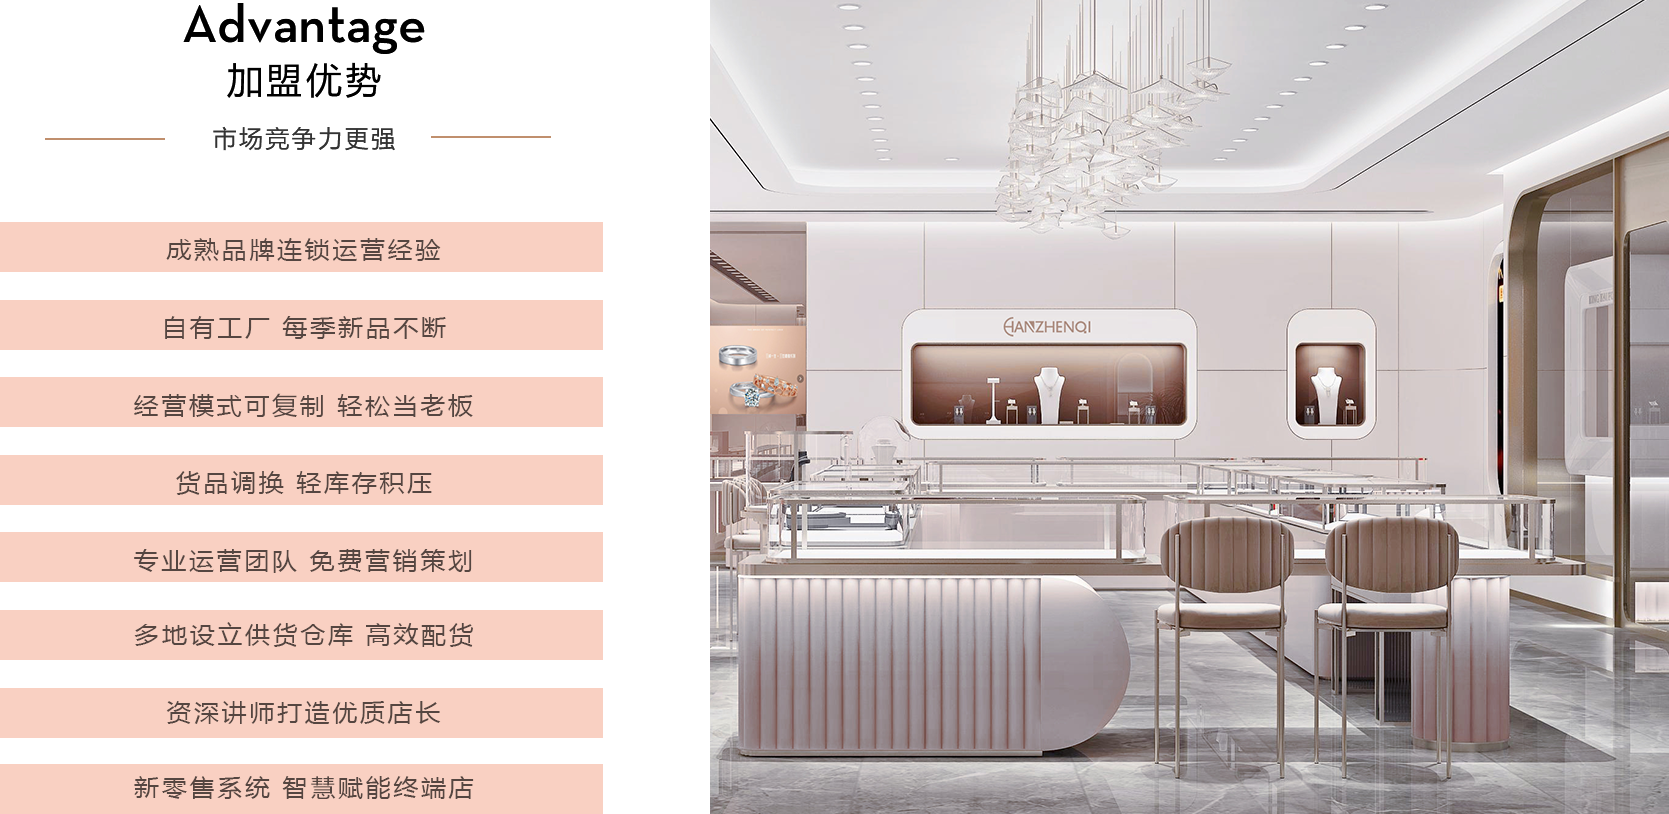 Advantage
加盟优势
市场竞争力更强
成熟品牌连锁运营经验
自有工厂 每季新品不断
经营模式可复制 轻松当老板
货品调换 轻库存积压
专业运营团队 免费营销策划
多地设立供货仓库 高效配货
资深讲师打造优质店长
新零售系统 智慧赋能终端店
HANZHENQI